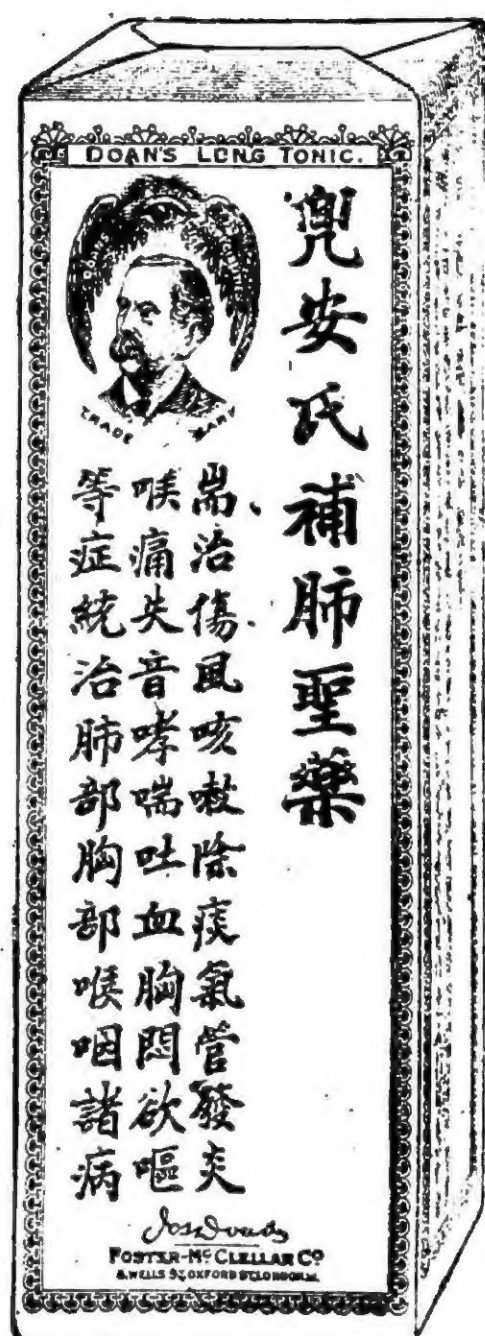 DOAN'S LUNG TONIC.
兜安氏補肺聖藥
DOAN'S
TRADE MARK
耑治傷風咳嗽除痰氣管發炎
喉痛失音哮喘吐血胸悶欲嘔
等症統治肺部胸部喉咽諸病
FOSTER-McCLELLAN CO
8, WELLS ST, OXFORD ST, LONDON, W.